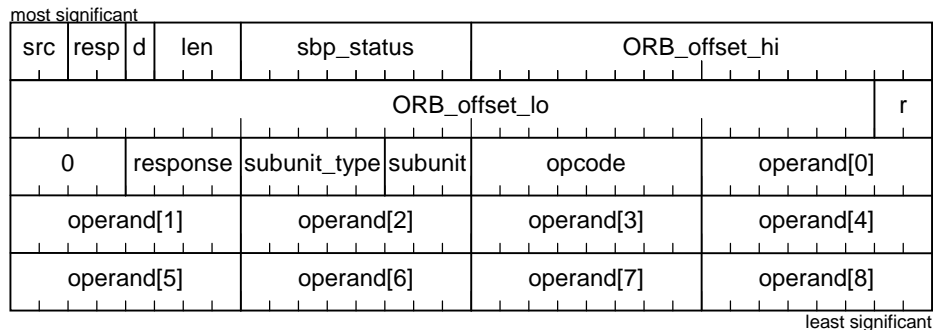 most significant
src resp d len sbp_status ORB_offset_hi
ORB_offset_lo r
0 response subunit_type subunit opcode operand[0]
operand[1] operand[2] operand[3] operand[4]
operand[5] operand[6] operand[7] operand[8]
least significant